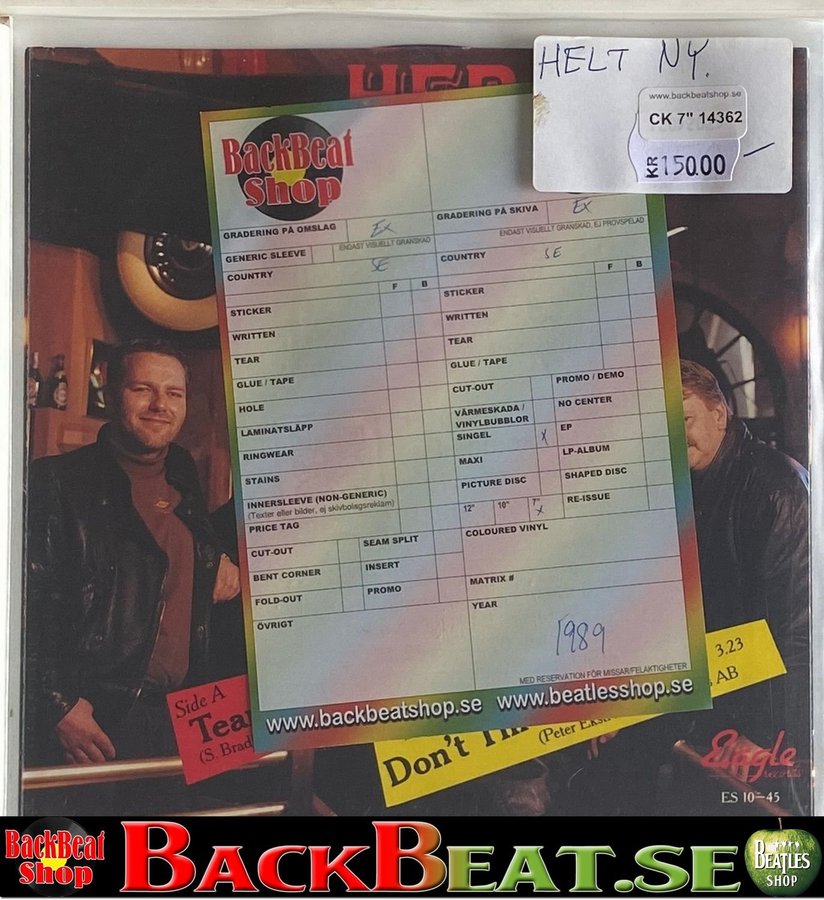 HELT NY.
www.backbeatshop.se
CK 7" 14362
KR 150.00
BackBeat
Shop
GRADERING PÅ OMSLAG EX
ENDAST VISUELLT GRANSKAD
GENERIC SLEEVE
COUNTRY SE
F B
STICKER
WRITTEN
TEAR
GLUE / TAPE
HOLE
LAMINATSLÄPP
RINGWEAR
STAINS
INNERSLEEVE (NON-GENERIC)
(Texter eller bilder, ej skivbolagsreklam)
PRICE TAG
CUT-OUT SEAM SPLIT
BENT CORNER INSERT
FOLD-OUT PROMO
ÖVRIGT
GRADERING PÅ SKIVA EX
ENDAST VISUELLT GRANSKAD, EJ PROVSPELAD
COUNTRY SE
F B
STICKER
WRITTEN
TEAR
GLUE / TAPE
CUT-OUT PROMO / DEMO
VÄRMESKADA / NO CENTER
VINYLBUBBLOR
SINGEL X EP
MAXI LP-ALBUM
PICTURE DISC SHAPED DISC
12" 10" 7" X RE-ISSUE
COLOURED VINYL
MATRIX #
YEAR
1989
MED RESERVATION FÖR MISSAR/FELAKTIGHETER
www.backbeatshop.se www.beatlesshop.se
Side A
(S. Brad
3.23
AB
Don't
(Peter
Eagle
records
ES 10-45
BackBeat
Shop
BACKBEAT.SE
BEATLES
SHOP